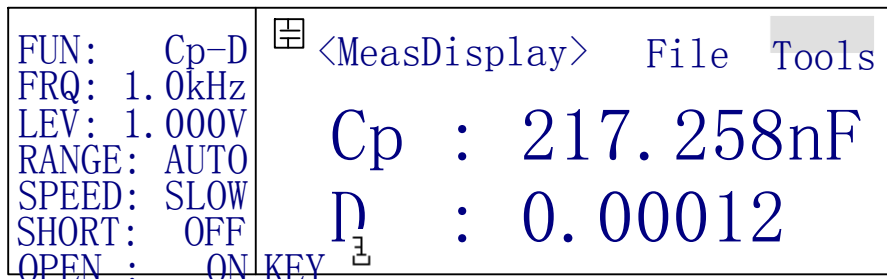 FUN: Cp-D
FRQ: 1.0kHz
LEV: 1.000V
RANGE: AUTO
SPEED: SLOW
SHORT: OFF
OPEN : ON KEY
<MeasDisplay> File Tools
Cp : 217.258nF
D : 0.00012